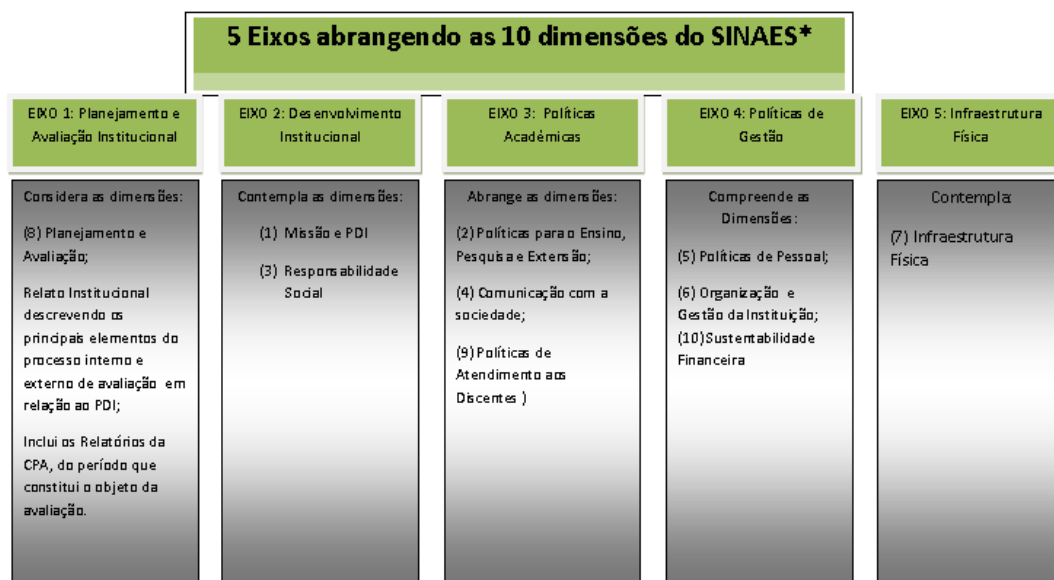 5 Eixos abrangendo as 10 dimensões do SINAES*
EIXO 1: Planejamento e
Avaliação Institucional
Considera as dimensões:
(8) Planejamento e
Avaliação;
Relato Institucional
descrevendo os
principais elementos do
processo interno e
externo de avaliação em
relação ao PDI;
Inclui os Relatórios da
CPA, do período que
constitui o objeto da
avaliação.
EIXO 2: Desenvolvimento
Institucional
Contempla as dimensões:
(1) Missão e PDI
(3) Responsabilidade
Social
EIXO 3: Políticas
Acadêmicas
Abrange as dimensões:
(2) Políticas para o Ensino,
Pesquisa e Extensão;
(4) Comunicação com a
sociedade;
(9) Políticas de
Atendimento aos
Discentes )
EIXO 4: Políticas de
Gestão
Compreende as
Dimensões:
(5) Políticas de Pessoal;
(6) Organização e
Gestão da Instituição;
(10)Sustentabilidade
Financeira
EIXO 5: Infraestrutura
Física
Contempla:
(7) Infraestrutura
Física